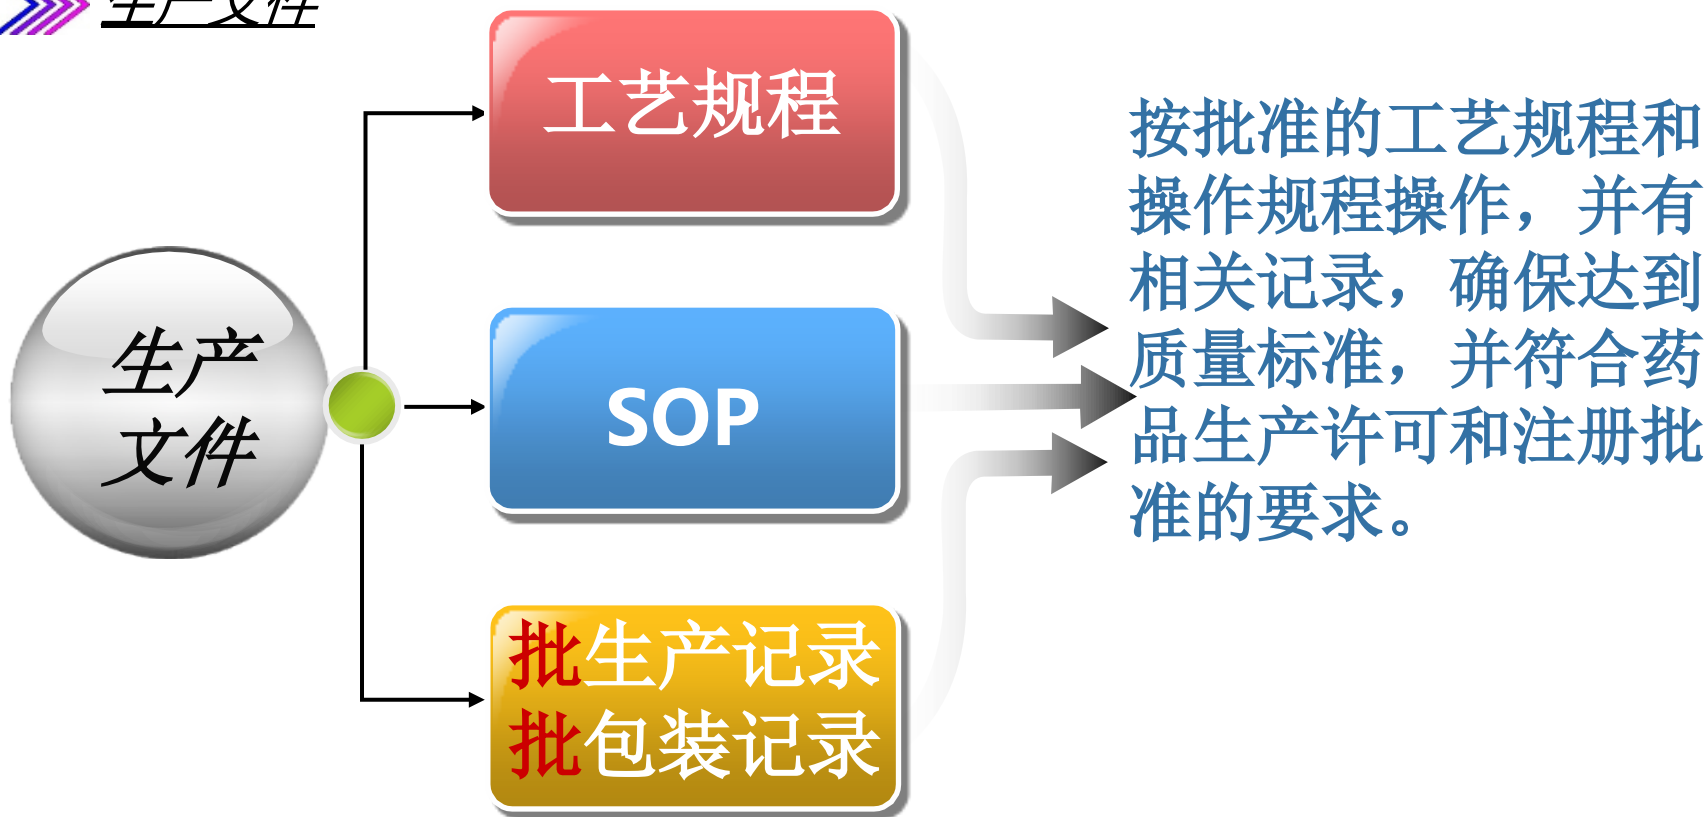 生产文件
工艺规程
生产
文件
SOP
批生产记录
批包装记录
按批准的工艺规程和
操作规程操作，并有
相关记录，确保达到
质量标准，并符合药
品生产许可和注册批
准的要求。